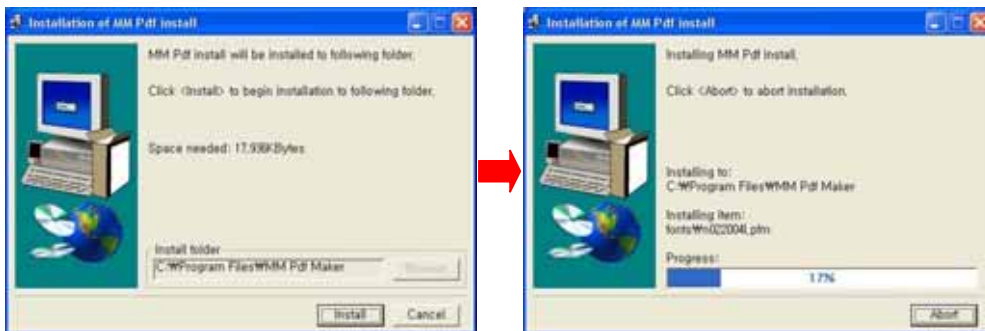 Installation of MM Pdf install
MM Pdf install will be installed to following folder.
Click <Install> to begin installation to following folder.
Space needed: 17,936KBytes
Install folder
C:₩Program Files₩MM Pdf Maker
Install
Cancel
Installation of MM Pdf install
Installing MM Pdf install.
Click <Abort> to abort installation.
Installing to:
C:₩Program Files₩MM Pdf Maker
Installing item:
fonts₩n022004l.pfm
Progress:
17%
Abort